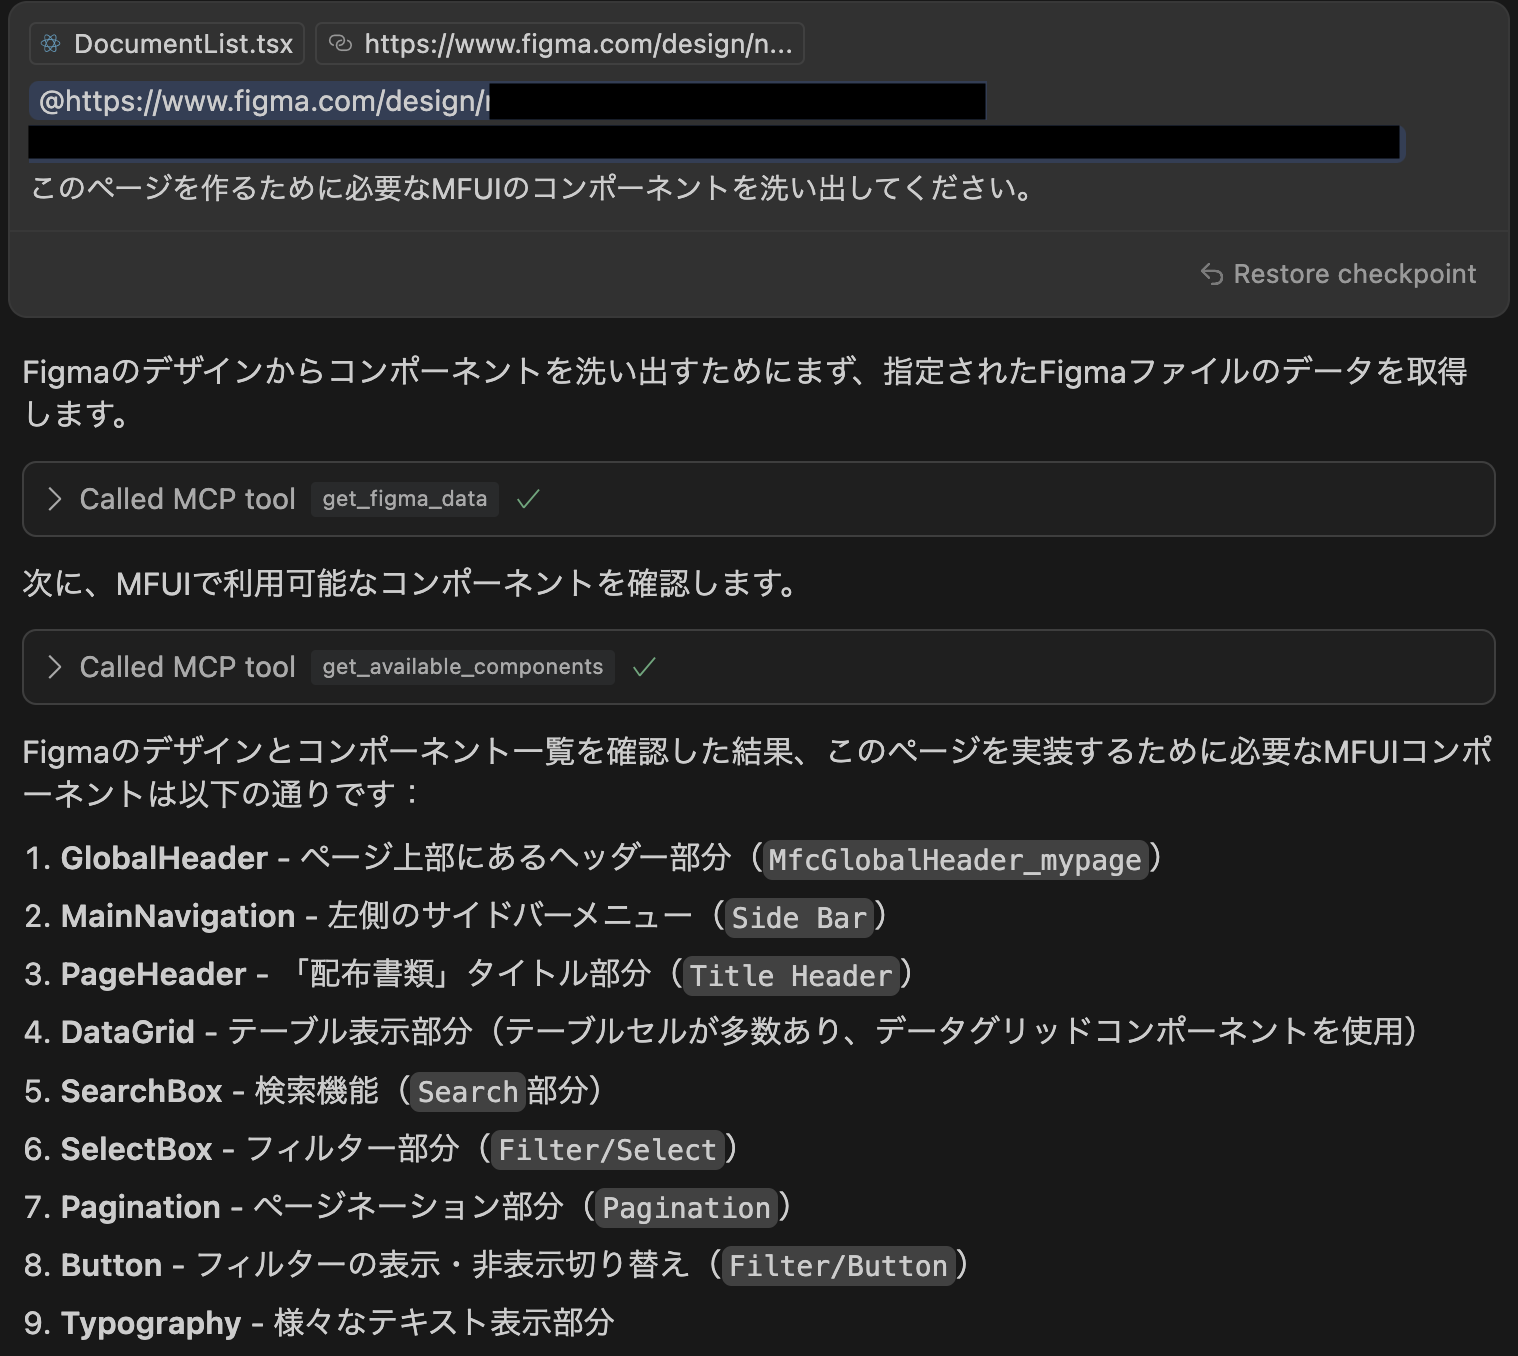 DocumentList.tsx https://www.figma.com/design/n...
@https://www.figma.com/design/
このページを作るために必要なMFUIのコンポーネントを洗い出してください。
Restore checkpoint
Figmaのデザインからコンポーネントを洗い出すためにまず、指定されたFigmaファイルのデータを取得
します。
Called MCP tool get_figma_data
次に、MFUIで利用可能なコンポーネントを確認します。
Called MCP tool get_available_components
Figmaのデザインとコンポーネント一覧を確認した結果、このページを実装するために必要なMFUIコンポ
ーネントは以下の通りです：
1. GlobalHeader - ページ上部にあるヘッダー部分（MfcGlobalHeader_mypage）
2. MainNavigation - 左側のサイドバーメニュー（Side Bar）
3. PageHeader - 「配布書類」タイトル部分（Title Header）
4. DataGrid - テーブル表示部分（テーブルセルが多数あり、データグリッドコンポーネントを使用）
5. SearchBox - 検索機能（Search部分）
6. SelectBox - フィルター部分（Filter/Select）
7. Pagination - ページネーション部分（Pagination）
8. Button - フィルターの表示・非表示切り替え（Filter/Button）
9. Typography - 様々なテキスト表示部分